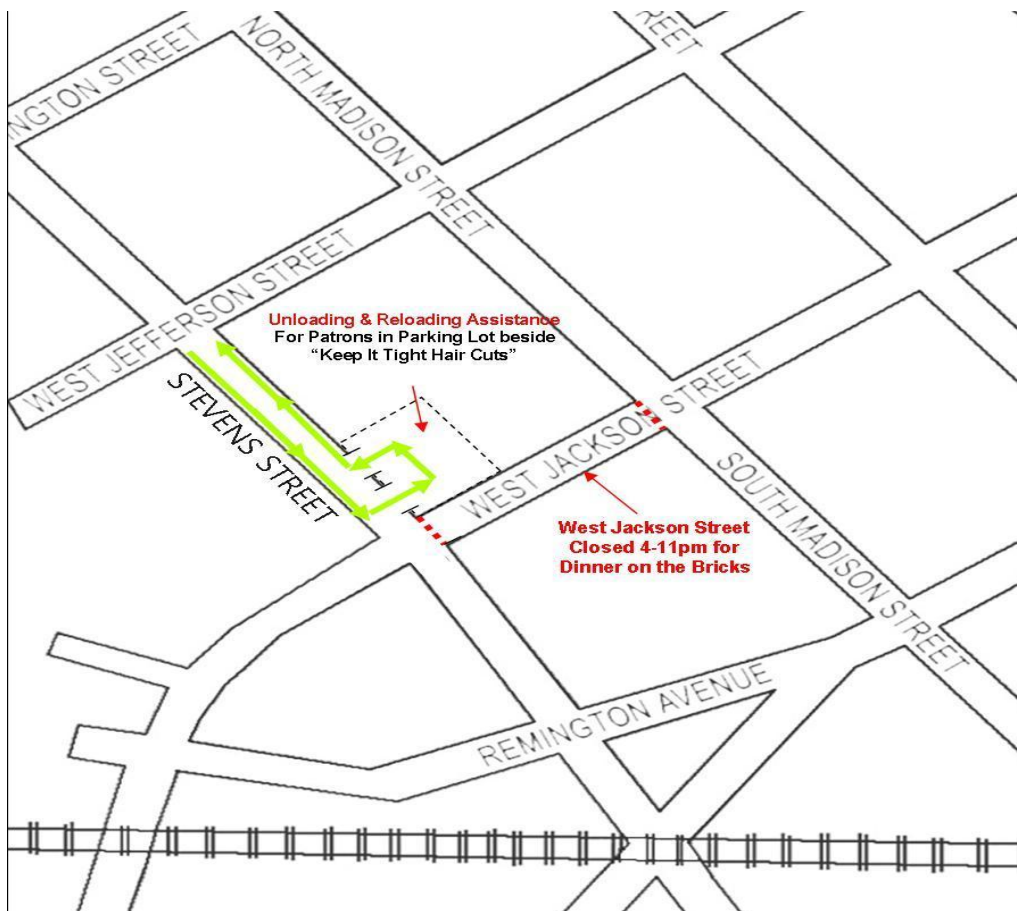 INGTON STREET
NORTH MADISON STREET
WEST JEFFERSON STREET
Unloading & Reloading Assistance
For Patrons in Parking Lot beside
“Keep It Tight Hair Cuts”
STEVENS STREET
WEST JACKSON STREET
West Jackson Street
Closed 4-11pm for
Dinner on the Bricks
SOUTH MADISON STREET
REMINGTON AVENUE